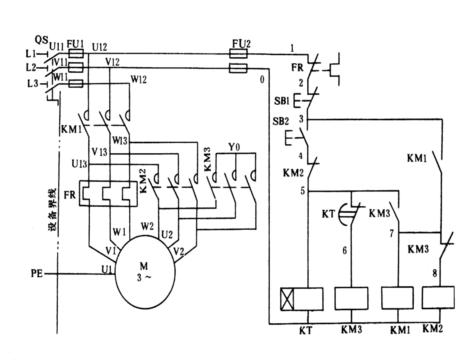 QS
U11 FU1 U12 FU2 1
L1
L2 V11 V12 0 FR
L3 W11 W12 2
SB1
3
KM1 SB2
W13
V13 KM3 Y0 4 KM1
U13 KM2 KM2
5
FR KT KM3
W2 U2 7 KM3
W1 6
设备界线 V1 V2 8
PE U1 M
3~
KT KM3 KM1 KM2